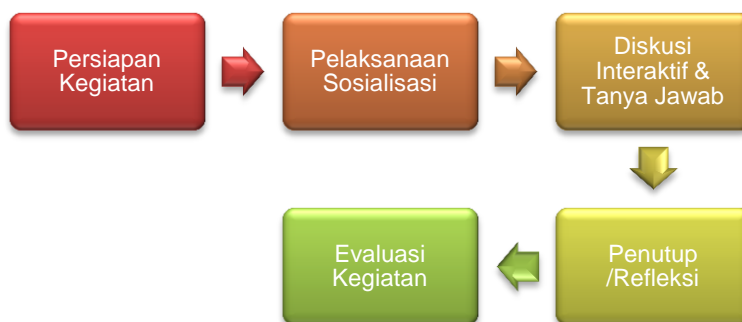 Persiapan
Kegiatan
Pelaksanaan
Sosialisasi
Diskusi
Interaktif &
Tanya Jawab
Penutup
/Refleksi
Evaluasi
Kegiatan